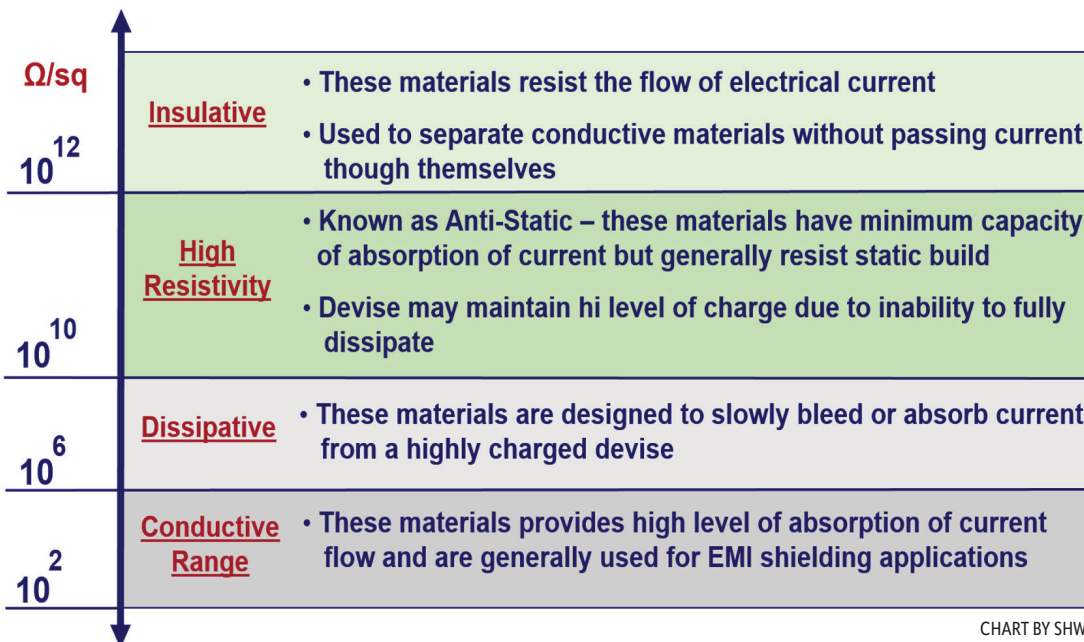 Ω/sq
Insulative
• These materials resist the flow of electrical current
• Used to separate conductive materials without passing current
though themselves
10^12
High
Resistivity
• Known as Anti-Static – these materials have minimum capacity
of absorption of current but generally resist static build
• Devise may maintain hi level of charge due to inability to fully
dissipate
10^10
Dissipative
• These materials are designed to slowly bleed or absorb current
from a highly charged devise
10^6
Conductive
Range
• These materials provides high level of absorption of current
flow and are generally used for EMI shielding applications
10^2
CHART BY SHW